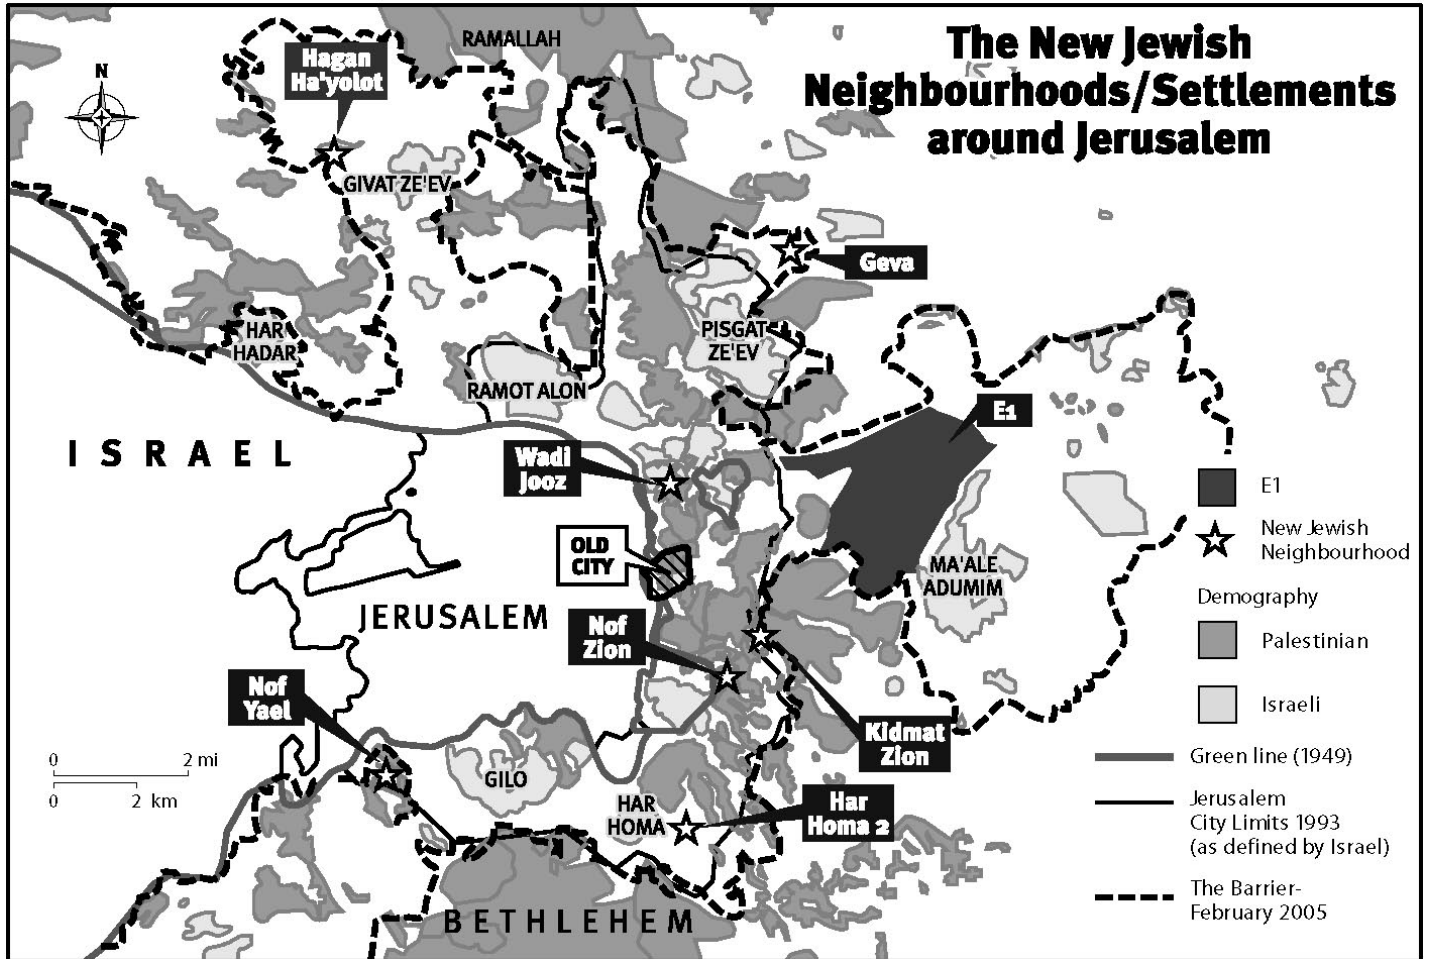 The New Jewish
Neighbourhoods/Settlements
around Jerusalem
N
RAMALLAH
Hagan
Ha'yolot
GIVAT ZE'EV
Geva
HAR
HADAR
PISGAT
ZE'EV
RAMOT ALON
E1
ISRAEL
Wadi
Jooz
OLD
CITY
MA'ALE
ADUMIM
JERUSALEM
Nof
Zion
Nof
Yael
Kidmat
Zion
GILO
HAR
HOMA
Har
Homa 2
BETHLEHEM
0 2 mi
0 2 km
E1
New Jewish
Neighbourhood
Demography
Palestinian
Israeli
Green line (1949)
Jerusalem
City Limits 1993
(as defined by Israel)
The Barrier-
February 2005